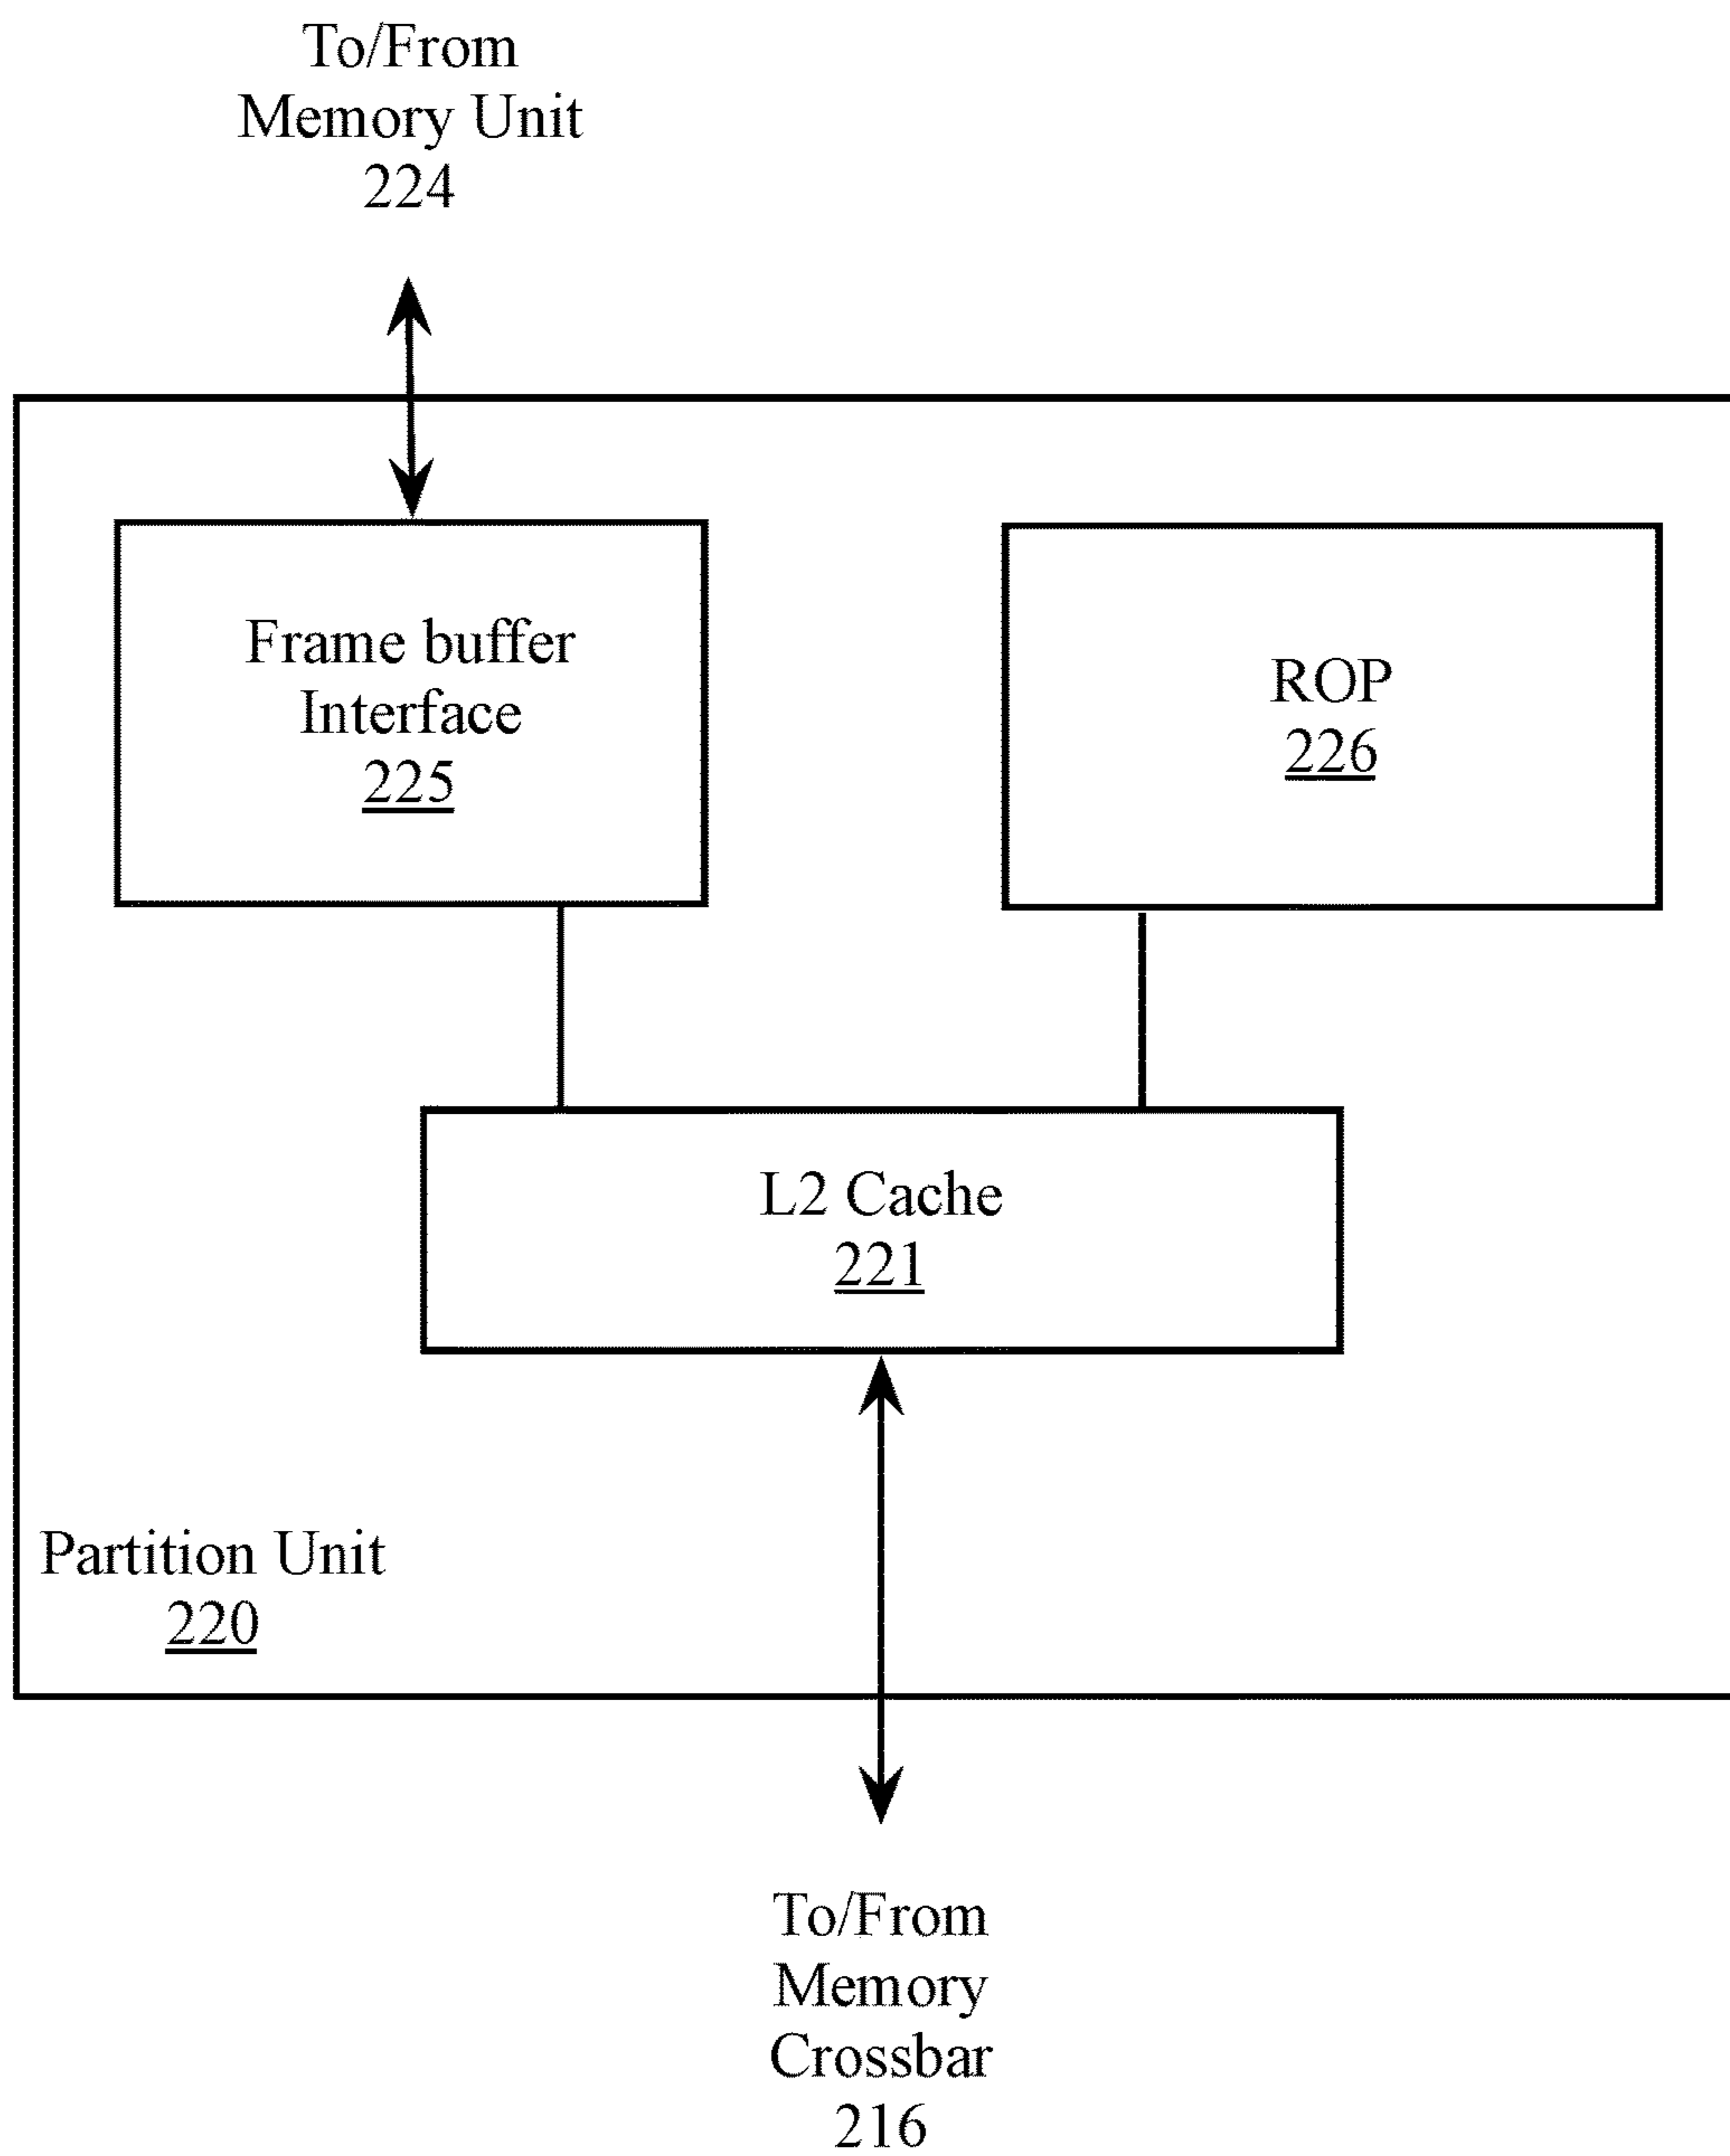 To/From
Memory Unit
224
Frame buffer
Interface
225
ROP
226
L2 Cache
221
Partition Unit
220
To/From
Memory
Crossbar
216